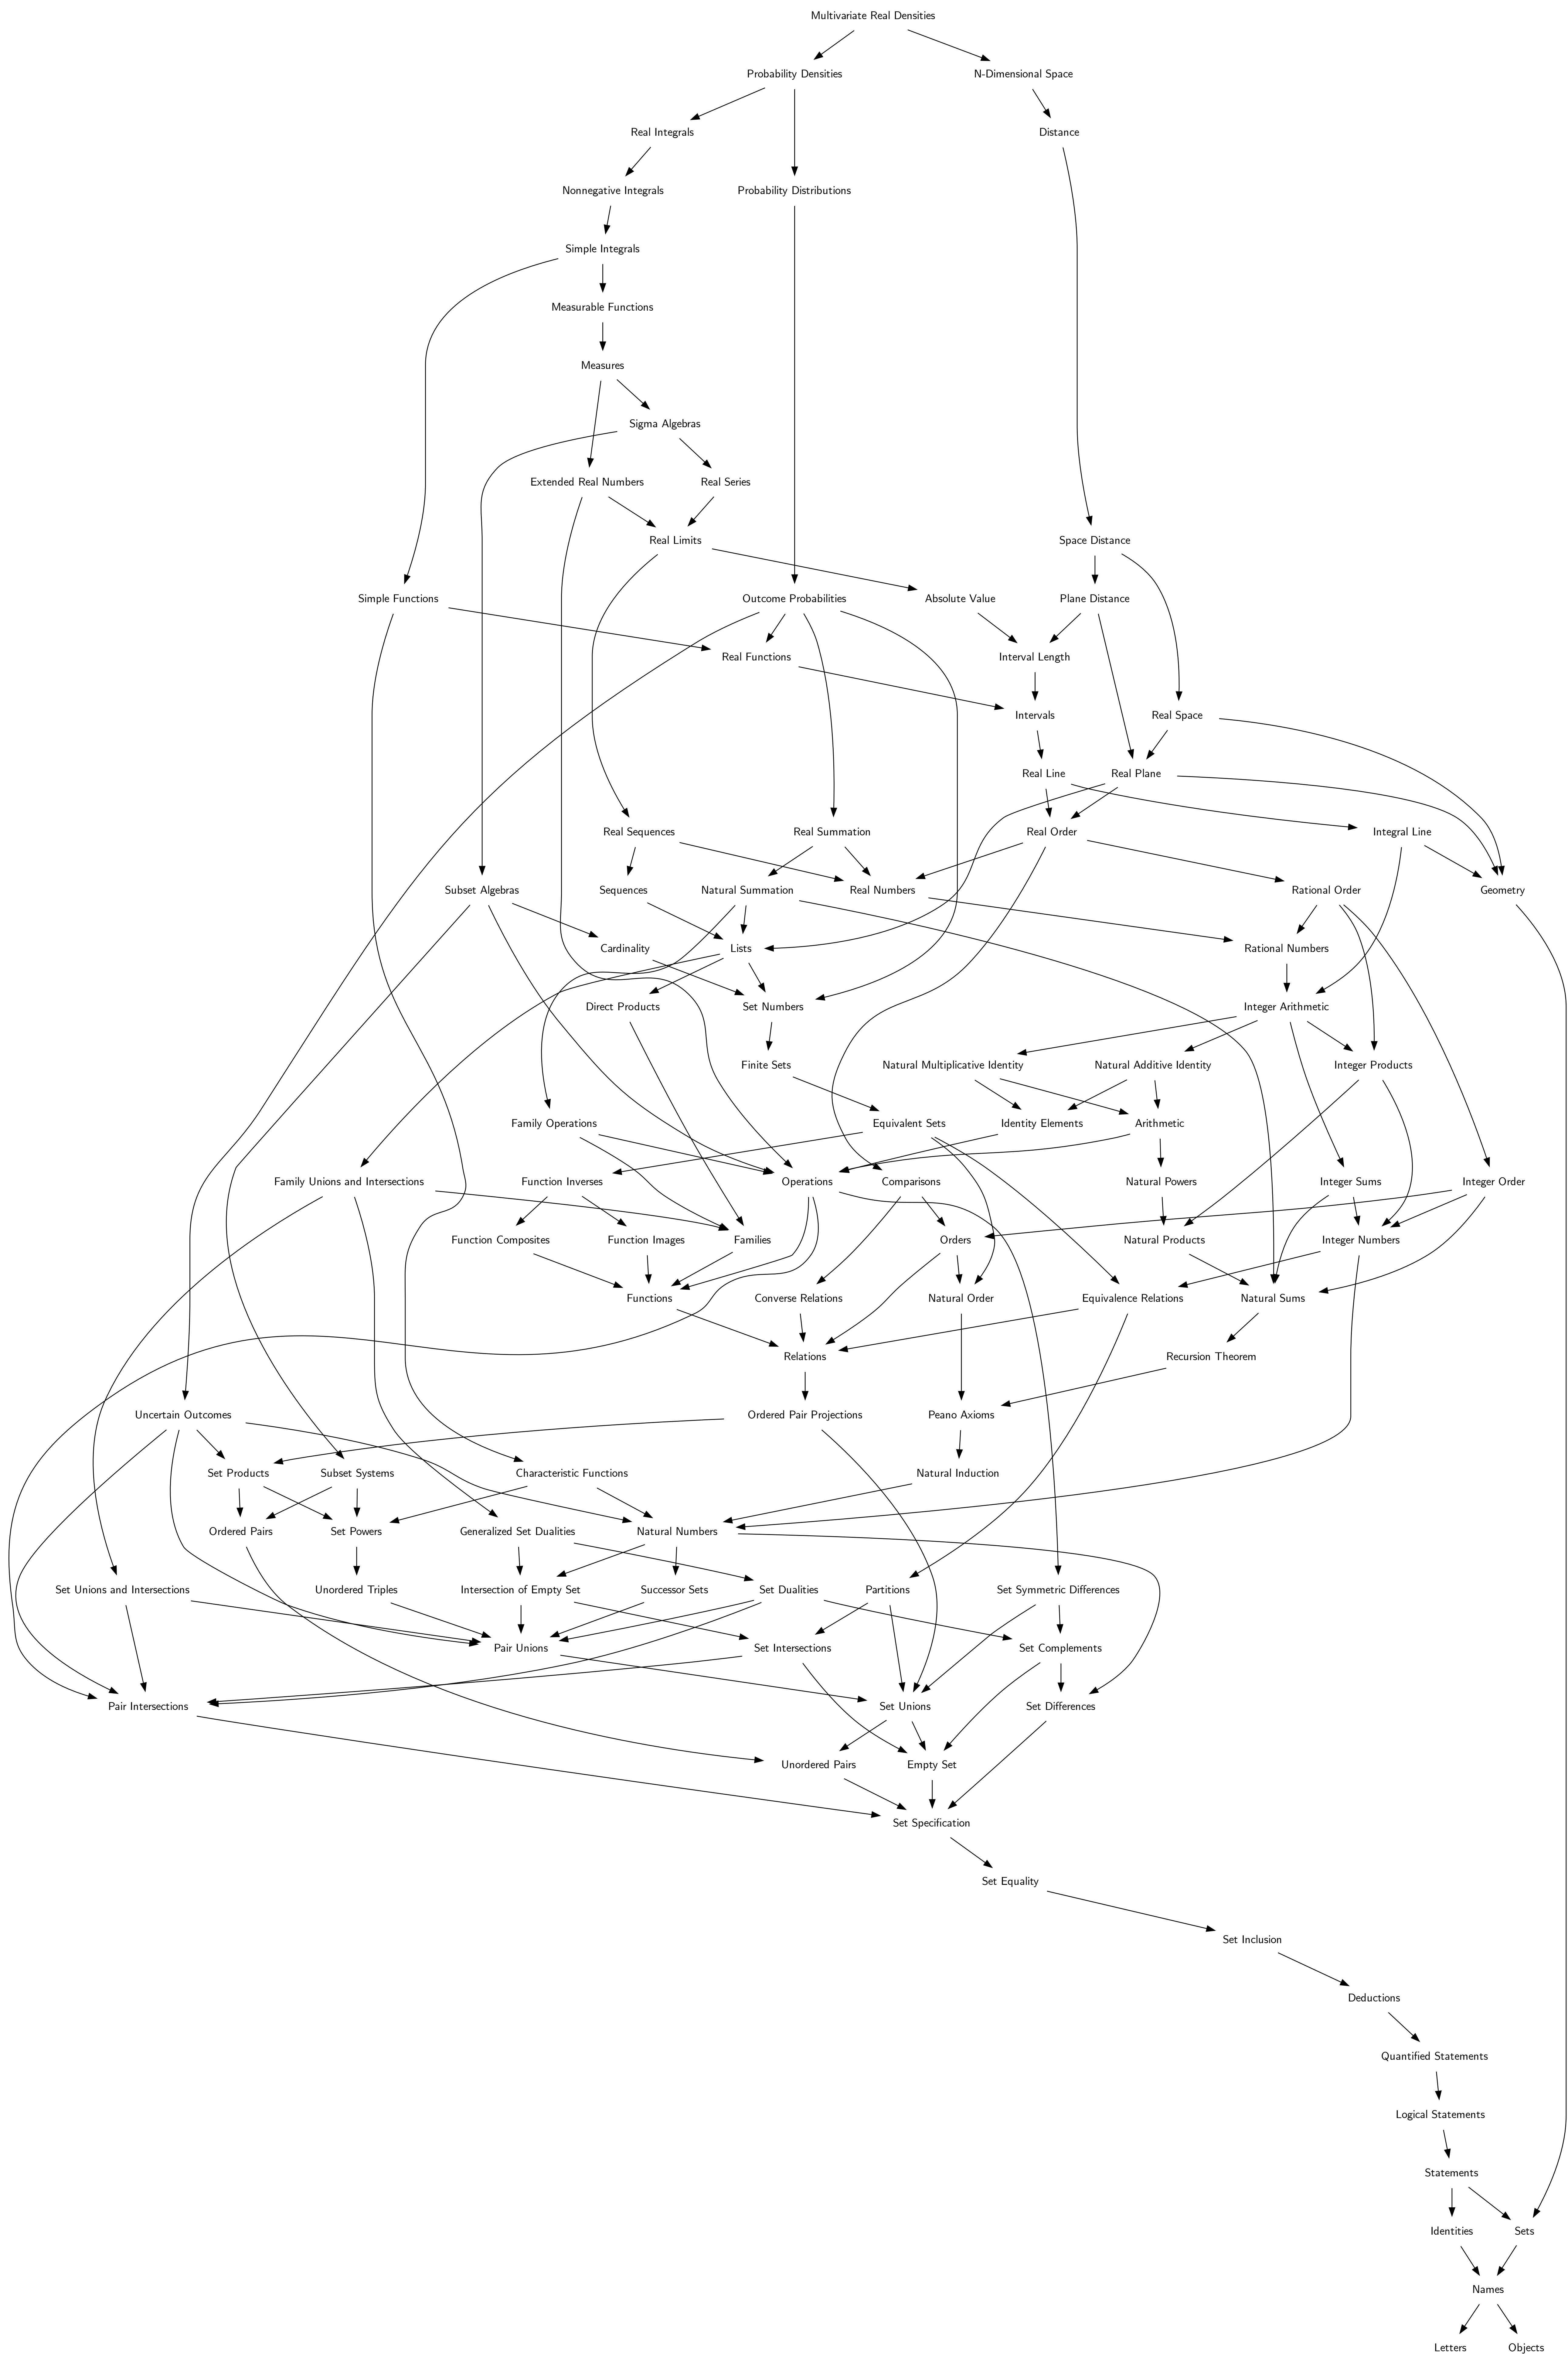 Multivariate Real Densities
Probability Densities
N-Dimensional Space
Real Integrals
Distance
Nonnegative Integrals
Probability Distributions
Simple Integrals
Measurable Functions
Measures
Sigma Algebras
Extended Real Numbers
Real Series
Real Limits
Space Distance
Simple Functions
Outcome Probabilities
Absolute Value
Plane Distance
Real Functions
Interval Length
Intervals
Real Space
Real Line
Real Plane
Real Sequences
Real Summation
Real Order
Integral Line
Subset Algebras
Sequences
Natural Summation
Real Numbers
Rational Order
Geometry
Cardinality
Lists
Rational Numbers
Direct Products
Set Numbers
Integer Arithmetic
Finite Sets
Natural Multiplicative Identity
Natural Additive Identity
Integer Products
Family Operations
Equivalent Sets
Identity Elements
Arithmetic
Family Unions and Intersections
Function Inverses
Operations
Comparisons
Natural Powers
Integer Sums
Integer Order
Function Composites
Function Images
Families
Orders
Natural Products
Integer Numbers
Functions
Converse Relations
Natural Order
Equivalence Relations
Natural Sums
Relations
Recursion Theorem
Uncertain Outcomes
Ordered Pair Projections
Peano Axioms
Set Products
Subset Systems
Characteristic Functions
Natural Induction
Ordered Pairs
Set Powers
Generalized Set Dualities
Natural Numbers
Set Unions and Intersections
Unordered Triples
Intersection of Empty Set
Successor Sets
Set Dualities
Partitions
Set Symmetric Differences
Pair Unions
Set Intersections
Set Complements
Pair Intersections
Set Unions
Set Differences
Unordered Pairs
Empty Set
Set Specification
Set Equality
Set Inclusion
Deductions
Quantified Statements
Logical Statements
Statements
Identities
Sets
Names
Letters
Objects